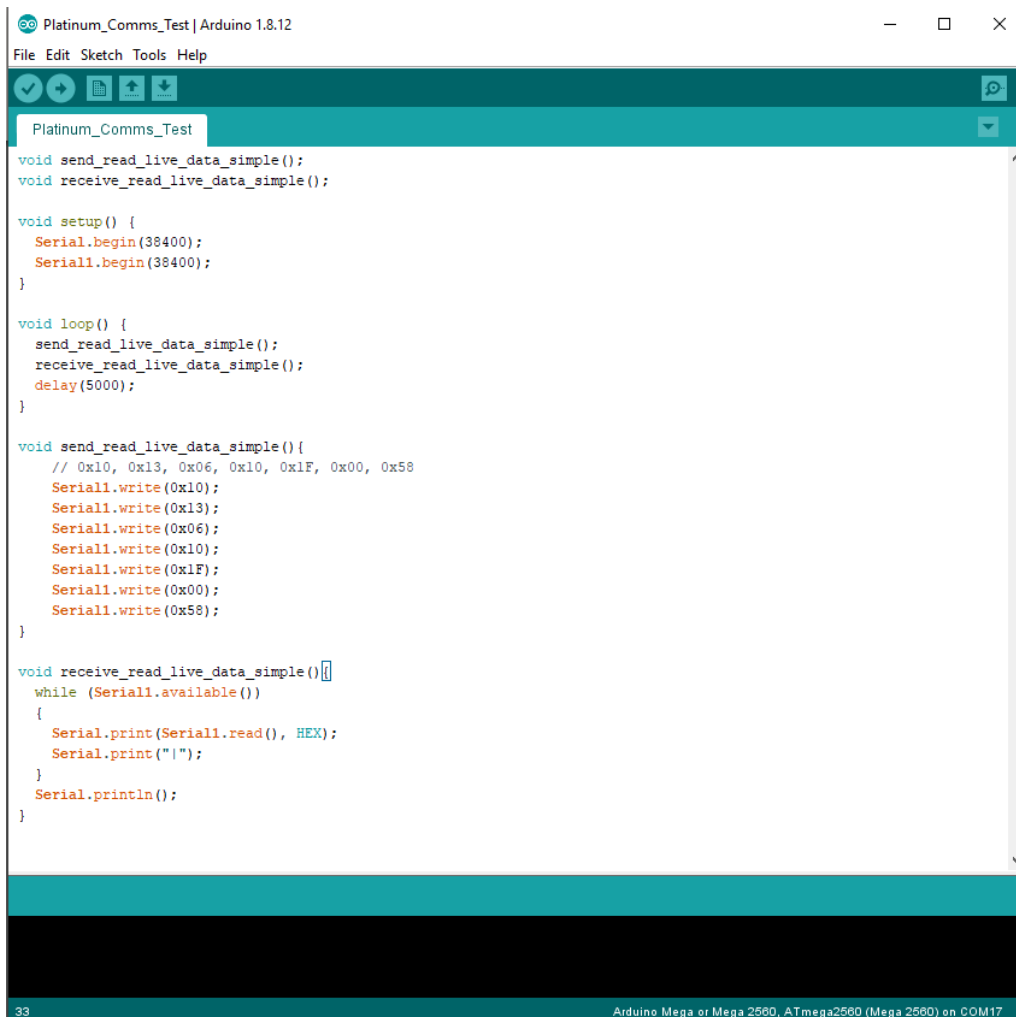 Platinum_Comms_Test | Arduino 1.8.12
File Edit Sketch Tools Help
Platinum_Comms_Test
void send_read_live_data_simple();
void receive_read_live_data_simple();
void setup() {
Serial.begin(38400);
Serial1.begin(38400);
}
void loop() {
send_read_live_data_simple();
receive_read_live_data_simple();
delay(5000);
}
void send_read_live_data_simple(){
// 0x10, 0x13, 0x06, 0x10, 0x1F, 0x00, 0x58
Serial1.write(0x10);
Serial1.write(0x13);
Serial1.write(0x06);
Serial1.write(0x10);
Serial1.write(0x1F);
Serial1.write(0x00);
Serial1.write(0x58);
}
void receive_read_live_data_simple(){
while (Serial1.available())
{
Serial.print(Serial1.read(), HEX);
Serial.print("|");
}
Serial.println();
}
33 Arduino Mega or Mega 2560, ATmega2560 (Mega 2560) on COM17